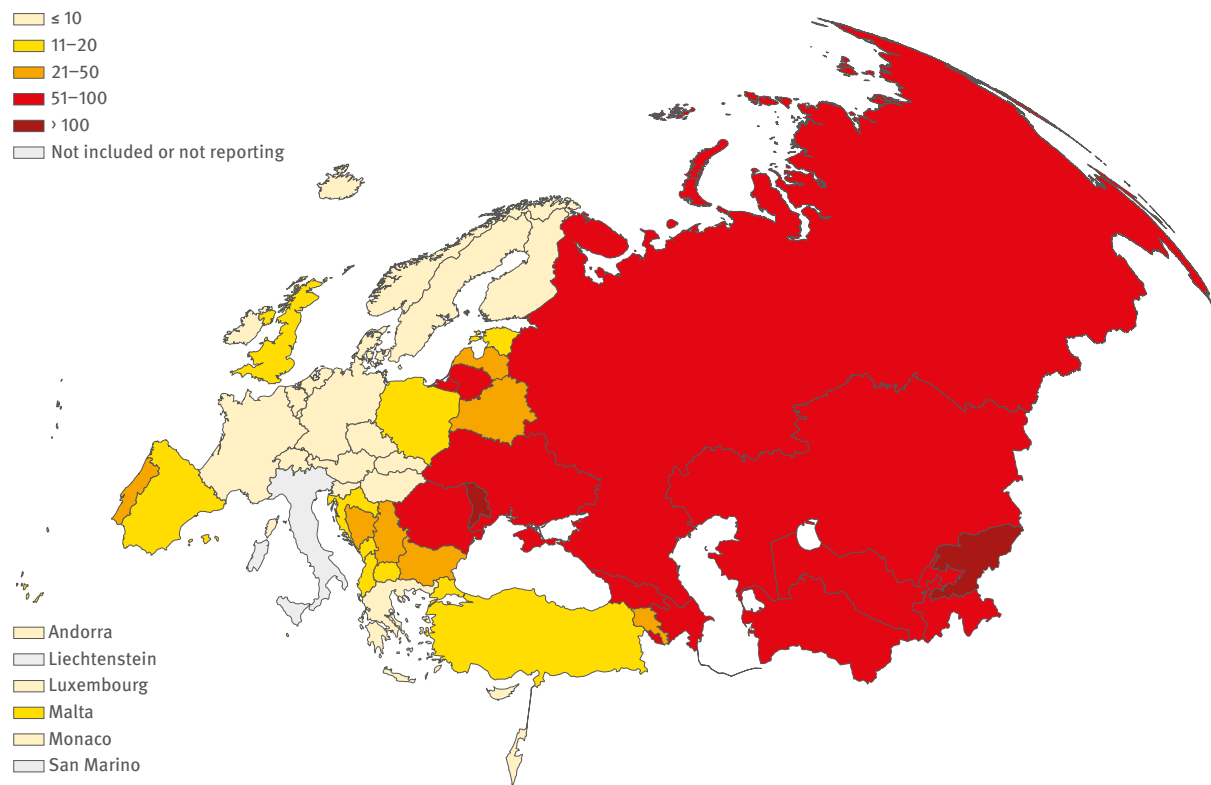 ≤ 10
11–20
21–50
51–100
› 100
Not included or not reporting
Andorra
Liechtenstein
Luxembourg
Malta
Monaco
San Marino